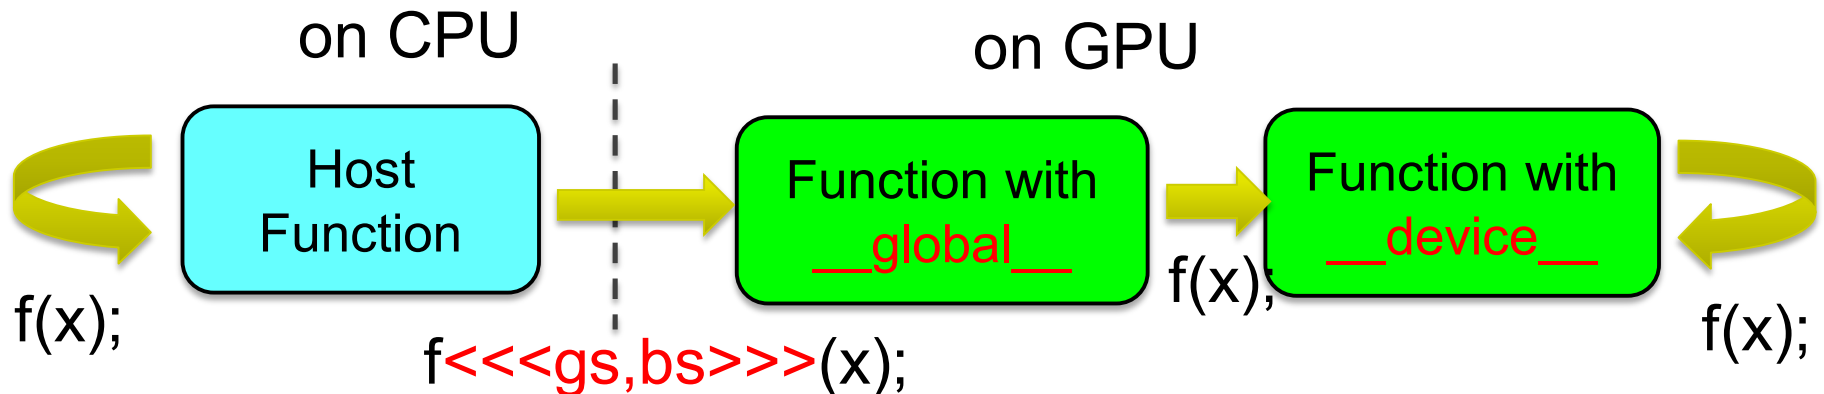 on CPU
on GPU
Host
Function
Function with
__global__
Function with
__device__
f(x);
f<<<gs,bs>>>(x);
f(x);
f(x);